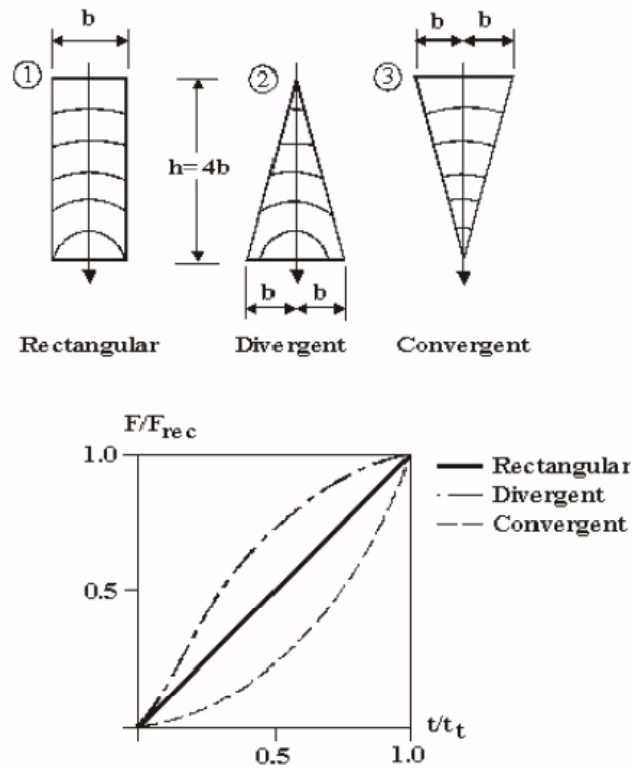 b
b b
① ② ③
h=4b
b b
Rectangular Divergent Convergent
F/Frec
1.0
0.5
0.5 1.0
t/tt
Rectangular
Divergent
Convergent